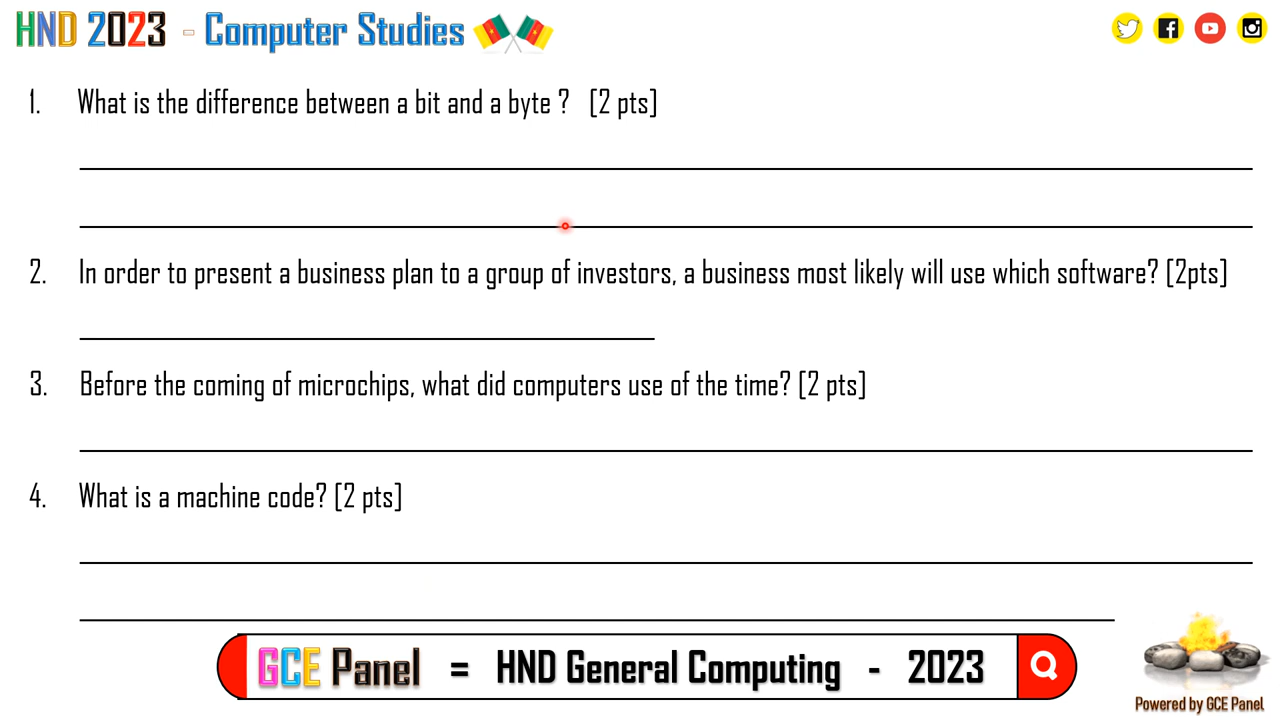 HND 2023 - Computer Studies
1. What is the difference between a bit and a byte ? [2 pts]
2. In order to present a business plan to a group of investors, a business most likely will use which software? [2pts]
3. Before the coming of microchips, what did computers use of the time? [2 pts]
4. What is a machine code? [2 pts]
GCE Panel = HND General Computing - 2023
Powered by GCE Panel